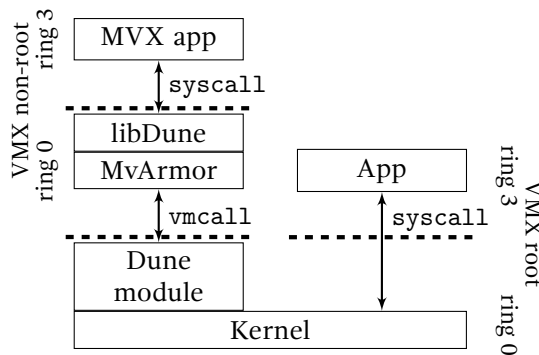 VMX non-root
ring 3
MVX app
syscall
libDune
ring 0
MvArmor
vmcall
App
syscall
ring 3
VMX root
Dune
module
Kernel
ring 0